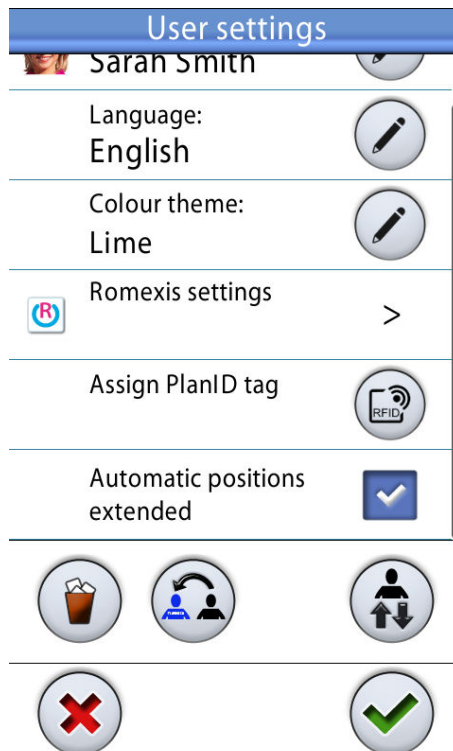 User settings
Sarah Smith
Language:
English
Colour theme:
Lime
R
Romexis settings
>
Assign PlanID tag
RFID
Automatic positions
extended